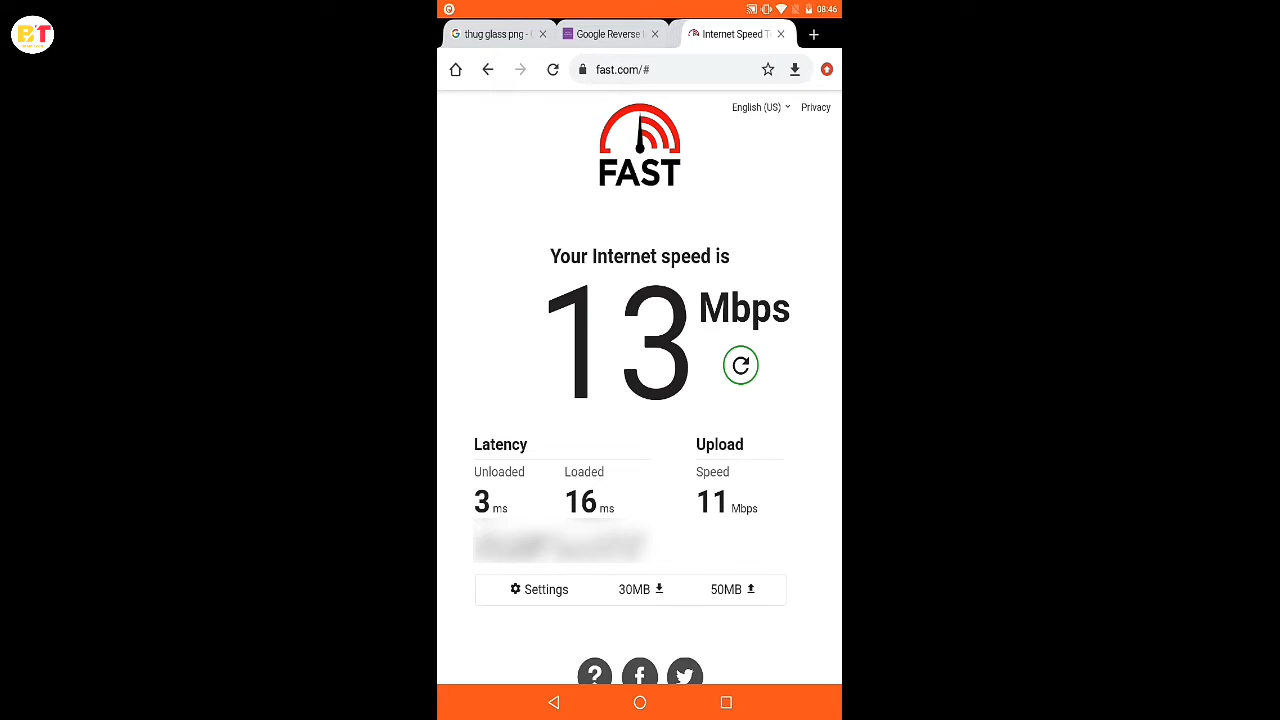 BT
08:46
thug glass png -
Google Reverse
Internet Speed T
fast.com/#
English (US)
Privacy
FAST
Your Internet speed is
13 Mbps
Latency
Upload
Unloaded
Loaded
Speed
3 ms
16 ms
11 Mbps
Settings
30MB
50MB
?